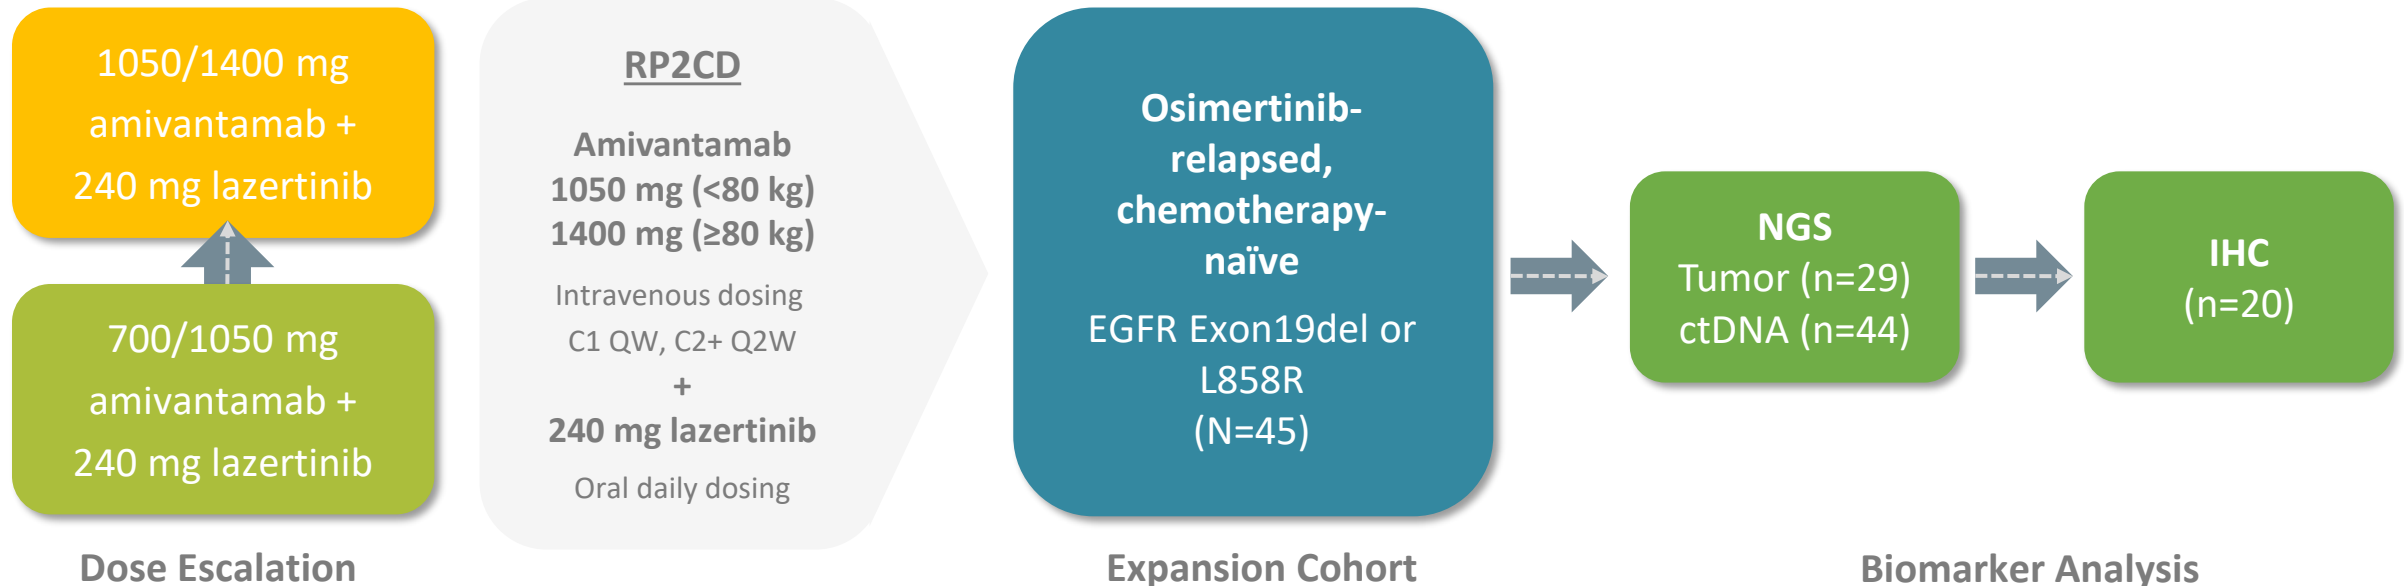 1050/1400 mg
amivantamab +
240 mg lazertinib
700/1050 mg
amivantamab +
240 mg lazertinib
Dose Escalation
RP2CD
Amivantamab
1050 mg (<80 kg)
1400 mg (≥80 kg)
Intravenous dosing
C1 QW, C2+ Q2W
+
240 mg lazertinib
Oral daily dosing
Osimertinib-
relapsed,
chemotherapy-
naïve
EGFR Exon19del or
L858R
(N=45)
Expansion Cohort
NGS
Tumor (n=29)
ctDNA (n=44)
IHC
(n=20)
Biomarker Analysis